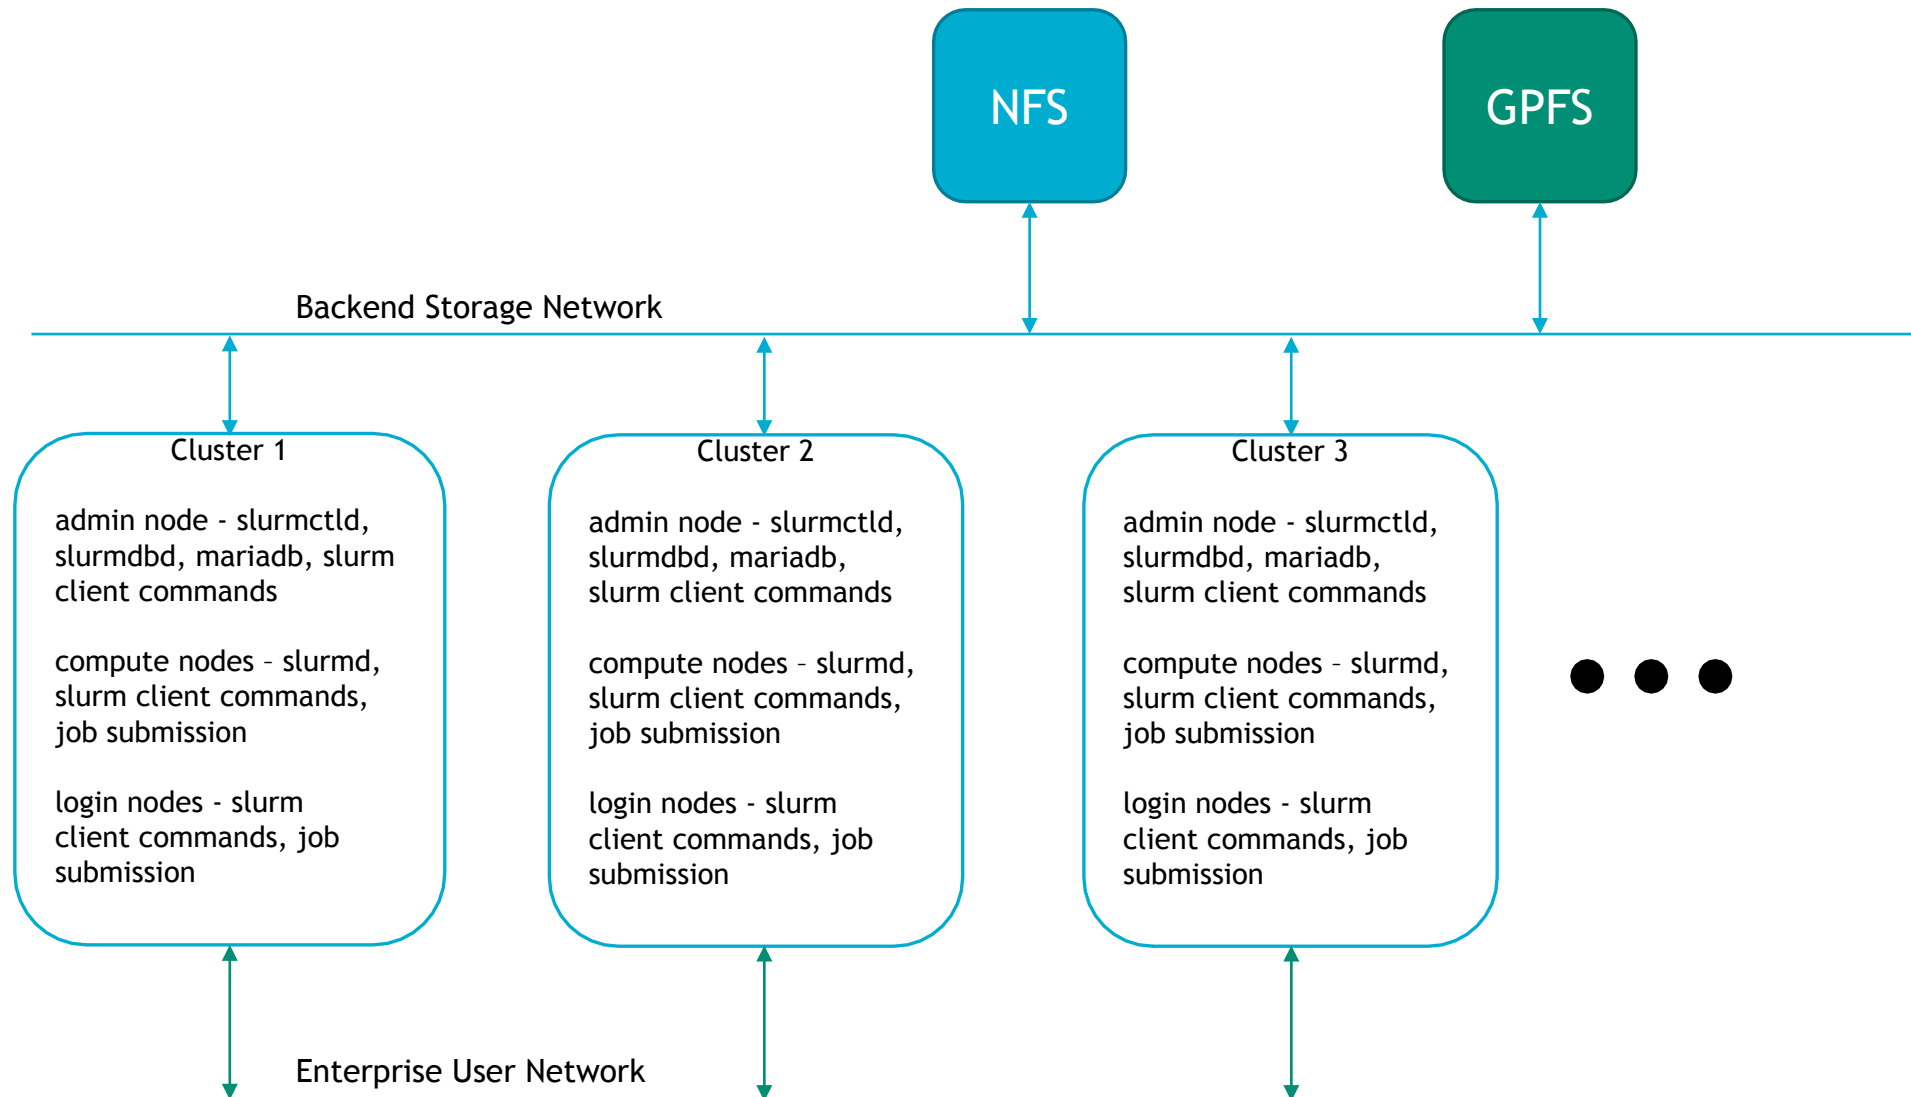 NFS
GPFS
Backend Storage Network
Cluster 1
admin node - slurmctld,
slurmdbd, mariadb, slurm
client commands
compute nodes – slurmd,
slurm client commands,
job submission
login nodes - slurm
client commands, job
submission
Cluster 2
admin node - slurmctld,
slurmdbd, mariadb,
slurm client commands
compute nodes – slurmd,
slurm client commands,
job submission
login nodes - slurm
client commands, job
submission
Cluster 3
admin node - slurmctld,
slurmdbd, mariadb,
slurm client commands
compute nodes – slurmd,
slurm client commands,
job submission
login nodes - slurm
client commands, job
submission
Enterprise User Network